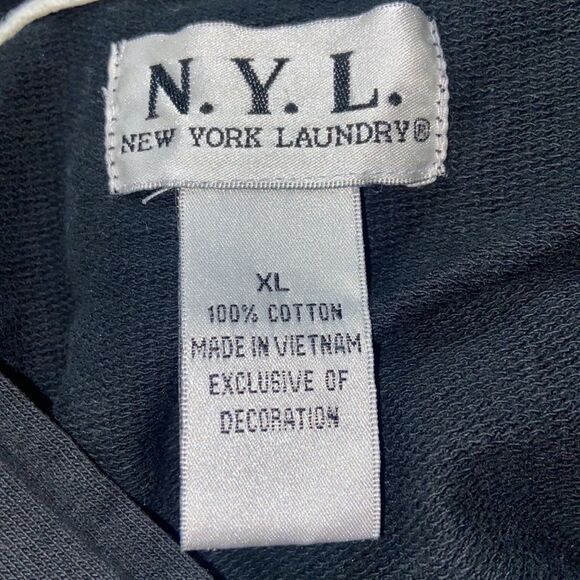 N. Y. L.
NEW YORK LAUNDRY®
XL
100% COTTON
MADE IN VIETNAM
EXCLUSIVE OF
DECORATION